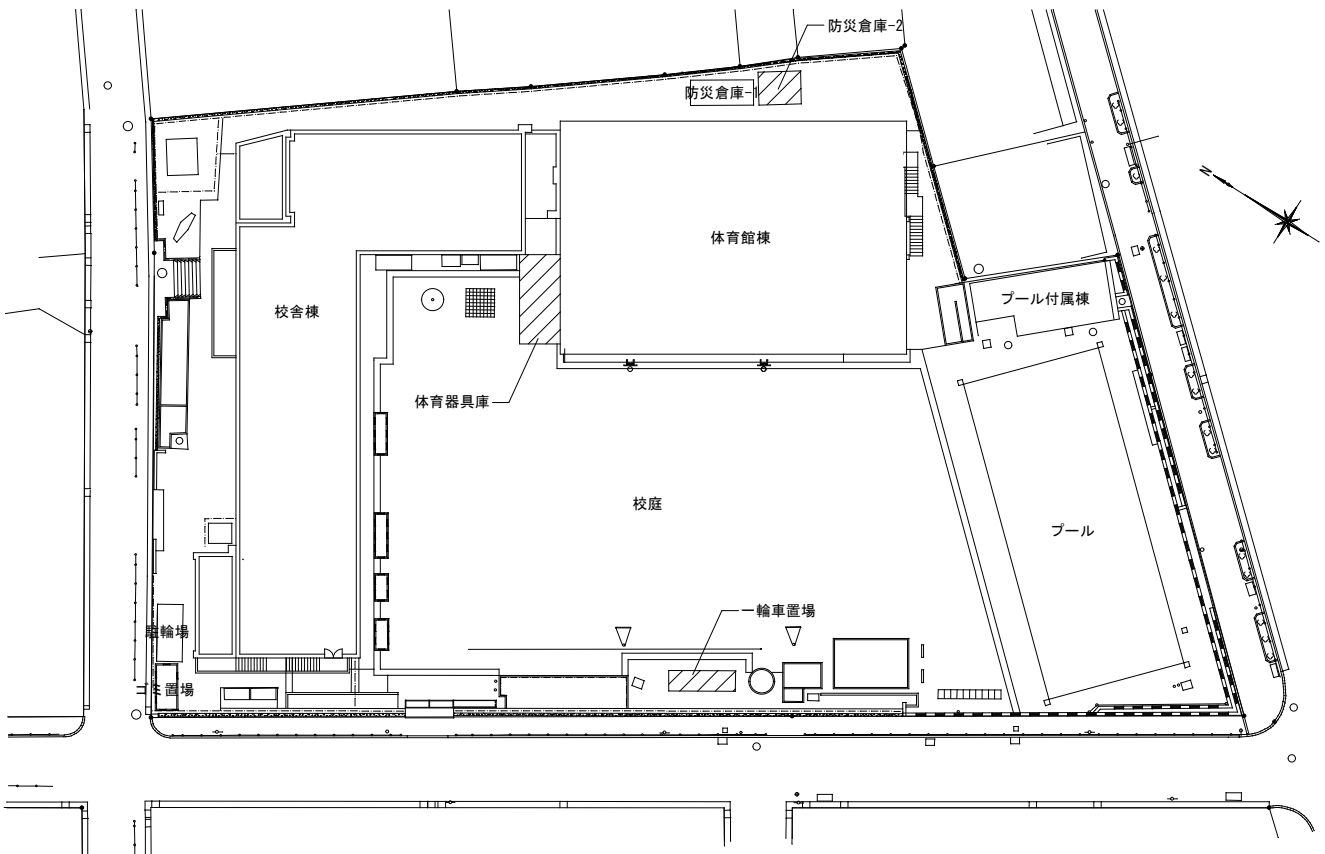 防災倉庫-2
防災倉庫-1
N
体育館棟
プール付属棟
校舎棟
体育器具庫
校庭
プール
一輪車置場
駐輪場
ゴミ置場